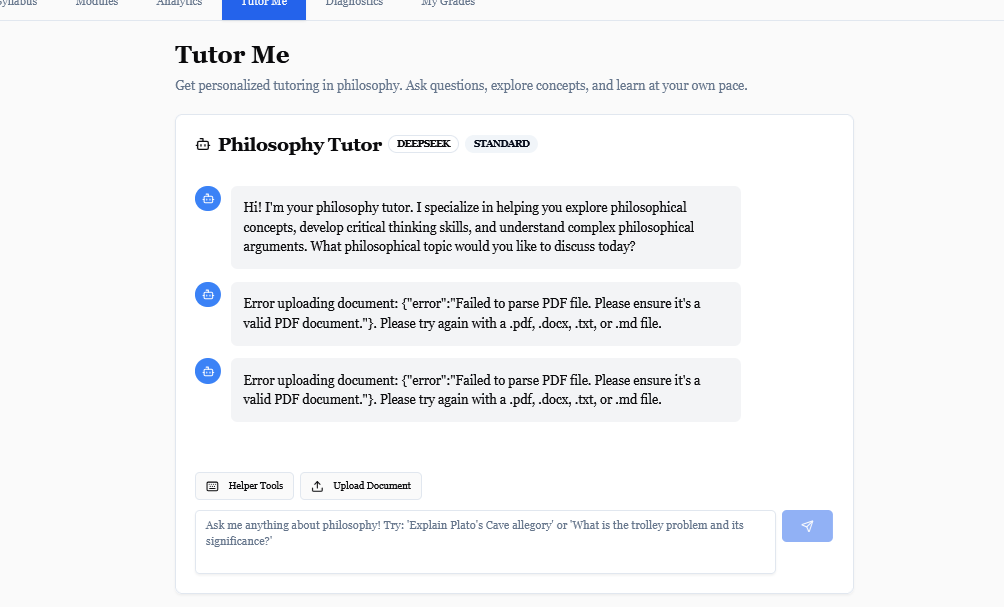 Syllabus Modules Analytics Tutor Me Diagnostics My Grades
Tutor Me
Get personalized tutoring in philosophy. Ask questions, explore concepts, and learn at your own pace.
Philosophy Tutor DEEPSEEK STANDARD
Hi! I'm your philosophy tutor. I specialize in helping you explore philosophical
concepts, develop critical thinking skills, and understand complex philosophical
arguments. What philosophical topic would you like to discuss today?
Error uploading document: {"error":"Failed to parse PDF file. Please ensure it's a
valid PDF document."}. Please try again with a .pdf, .docx, .txt, or .md file.
Error uploading document: {"error":"Failed to parse PDF file. Please ensure it's a
valid PDF document."}. Please try again with a .pdf, .docx, .txt, or .md file.
Helper Tools Upload Document
Ask me anything about philosophy! Try: 'Explain Plato's Cave allegory' or 'What is the trolley problem and its
significance?'